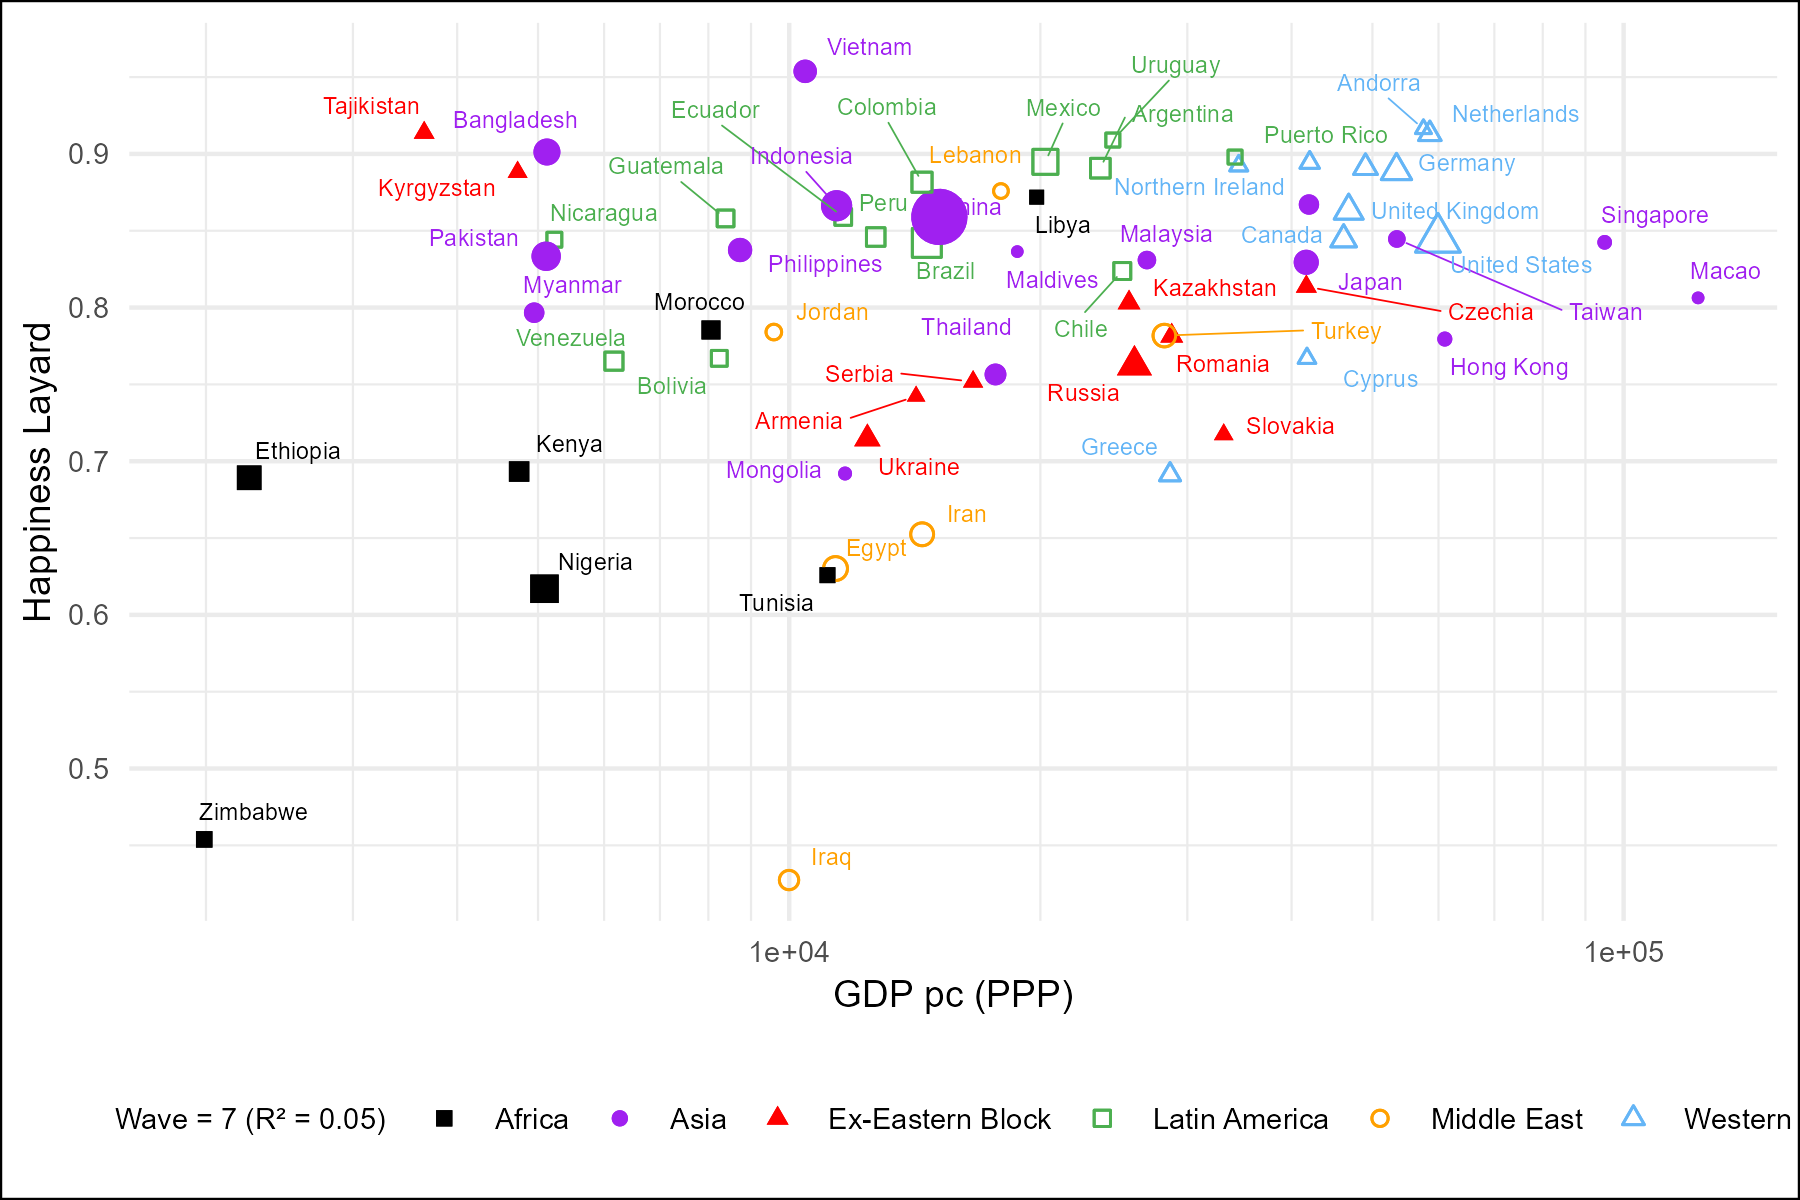 Vietnam
Uruguay
Andorra
Tajikistan
Bangladesh
Ecuador
Colombia
Mexico
Argentina
Netherlands
Puerto Rico
0.9
Indonesia
Lebanon
Guatemala
Germany
Kyrgyzstan
Northern Ireland
Nicaragua
Peru
ina
Libya
United Kingdom
Singapore
Pakistan
Malaysia
Canada
Philippines
Brazil
Maldives
United States
Macao
Myanmar
Morocco
Kazakhstan
Japan
0.8
Jordan
Thailand
Chile
Czechia
Taiwan
Venezuela
Turkey
Romania
Hong Kong
Bolivia
Serbia
Russia
Cyprus
Armenia
Slovakia
Ethiopia
Kenya
Greece
0.7
Mongolia
Ukraine
Iran
Egypt
Nigeria
Tunisia
0.6
0.5
Zimbabwe
Iraq
Happiness Layard
1e+04
1e+05
GDP pc (PPP)
Wave = 7 (R² = 0.05) Africa Asia Ex-Eastern Block Latin America Middle East Western